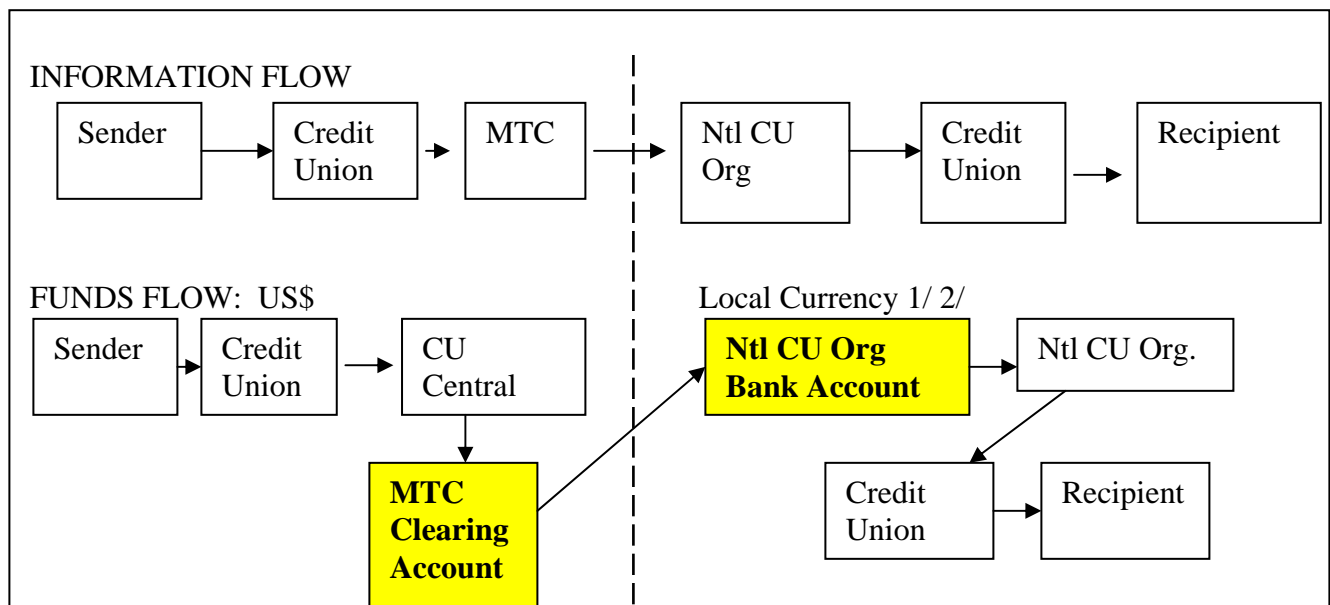 INFORMATION FLOW
Sender
Credit
Union
MTC
Ntl CU
Org
Credit
Union
Recipient
FUNDS FLOW: US$
Local Currency 1/ 2/
Sender
Credit
Union
CU
Central
Ntl CU Org
Bank Account
Ntl CU Org.
MTC
Clearing
Account
Credit
Union
Recipient